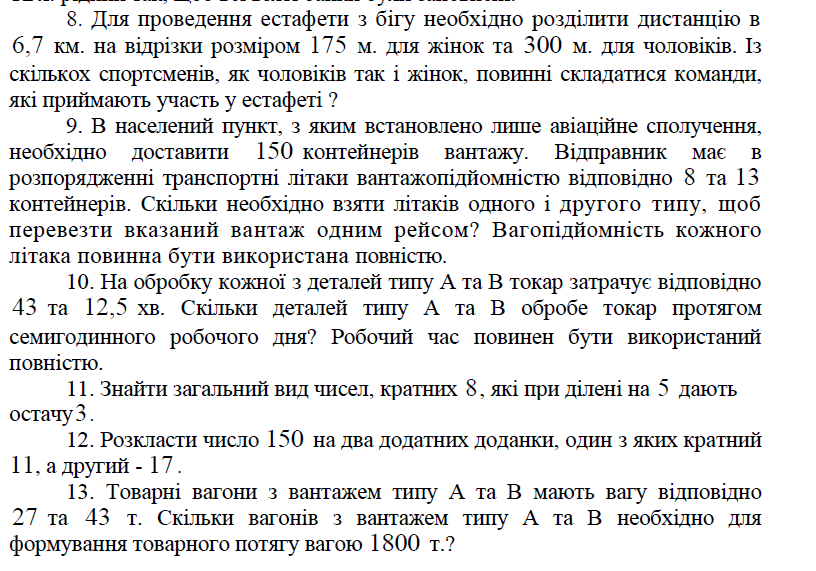 8. Для проведення естафети з бігу необхідно розділити дистанцію в
6,7 км. на відрізки розміром 175 м. для жінок та 300 м. для чоловіків. Із
скількох спортсменів, як чоловіків так і жінок, повинні складатися команди,
які приймають участь у естафеті ?
9. В населений пункт, з яким встановлено лише авіаційне сполучення,
необхідно доставити 150 контейнерів вантажу. Відправник має в
розпорядженні транспортні літаки вантажопідйомністю відповідно 8 та 13
контейнерів. Скільки необхідно взяти літаків одного і другого типу, щоб
перевезти вказаний вантаж одним рейсом? Вагопідйомність кожного
літака повинна бути використана повністю.
10. На обробку кожної з деталей типу А та В токар затрачує відповідно
43 та 12,5 хв. Скільки деталей типу А та В обробе токар протягом
семигодинного робочого дня? Робочий час повинен бути використаний
повністю.
11. Знайти загальний вид чисел, кратних 8, які при ділені на 5 дають
остачу 3.
12. Розкласти число 150 на два додатних доданки, один з яких кратний
11, а другий - 17.
13. Товарні вагони з вантажем типу А та В мають вагу відповідно
27 та 43 т. Скільки вагонів з вантажем типу А та В необхідно для
формування товарного потягу вагою 1800 т.?